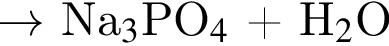 → Na₃PO₄ + H₂O